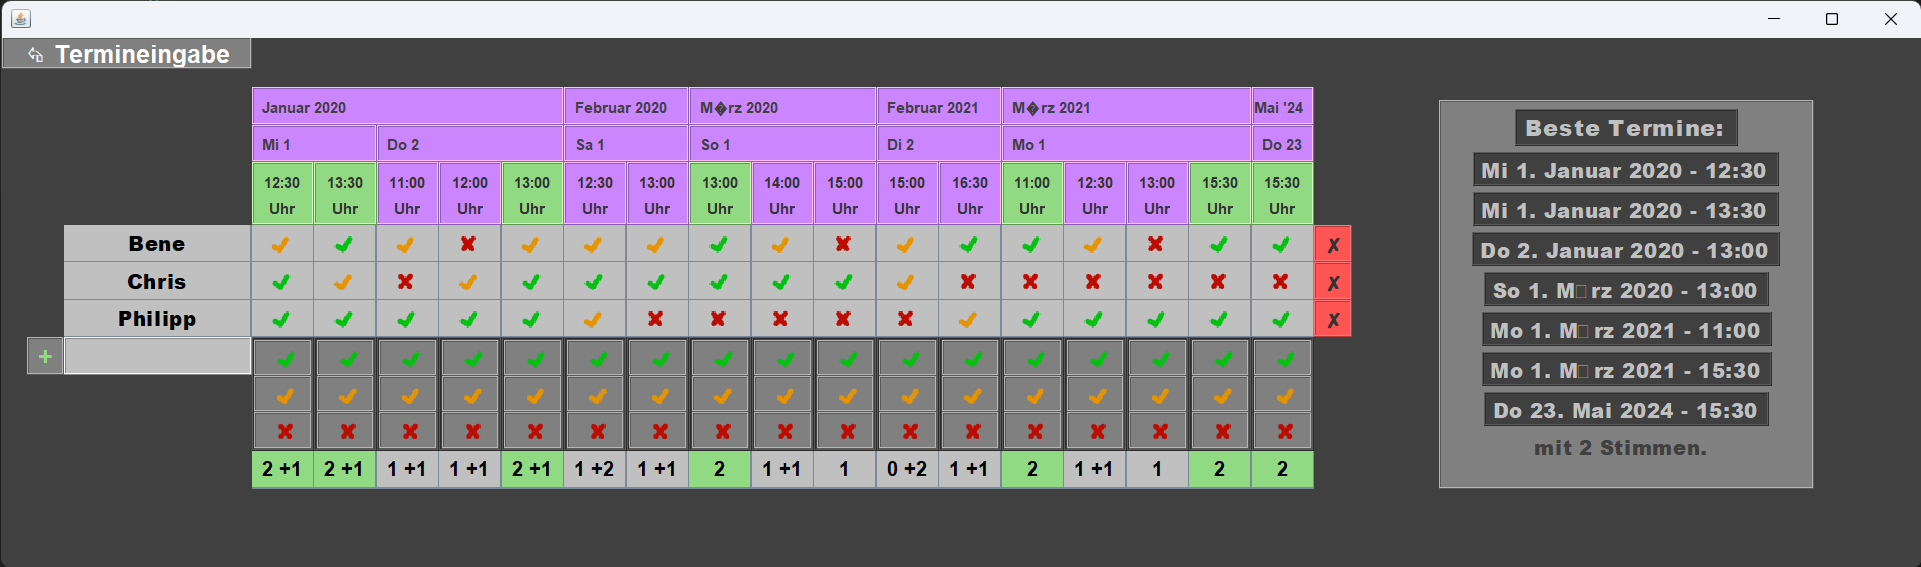 Termineingabe
Januar 2020 Februar 2020 M�rz 2020 Februar 2021 M�rz 2021 Mai '24
Mi 1 Do 2 Sa 1 So 1 Di 2 Mo 1 Do 23
12:30 13:30 11:00 12:00 13:00 12:30 13:00 13:00 14:00 15:00 15:00 16:30 11:00 12:30 13:00 15:30 15:30
Uhr Uhr Uhr Uhr Uhr Uhr Uhr Uhr Uhr Uhr Uhr Uhr Uhr Uhr Uhr Uhr Uhr
Bene ✗
Chris ✗
Philipp ✗
+
2 +1 2 +1 1 +1 1 +1 2 +1 1 +2 1 +1 2 1 +1 1 0 +2 1 +1 2 1 +1 1 2 2
Beste Termine:
Mi 1. Januar 2020 - 12:30
Mi 1. Januar 2020 - 13:30
Do 2. Januar 2020 - 13:00
So 1. M□rz 2020 - 13:00
Mo 1. M□rz 2021 - 11:00
Mo 1. M□rz 2021 - 15:30
Do 23. Mai 2024 - 15:30
mit 2 Stimmen.